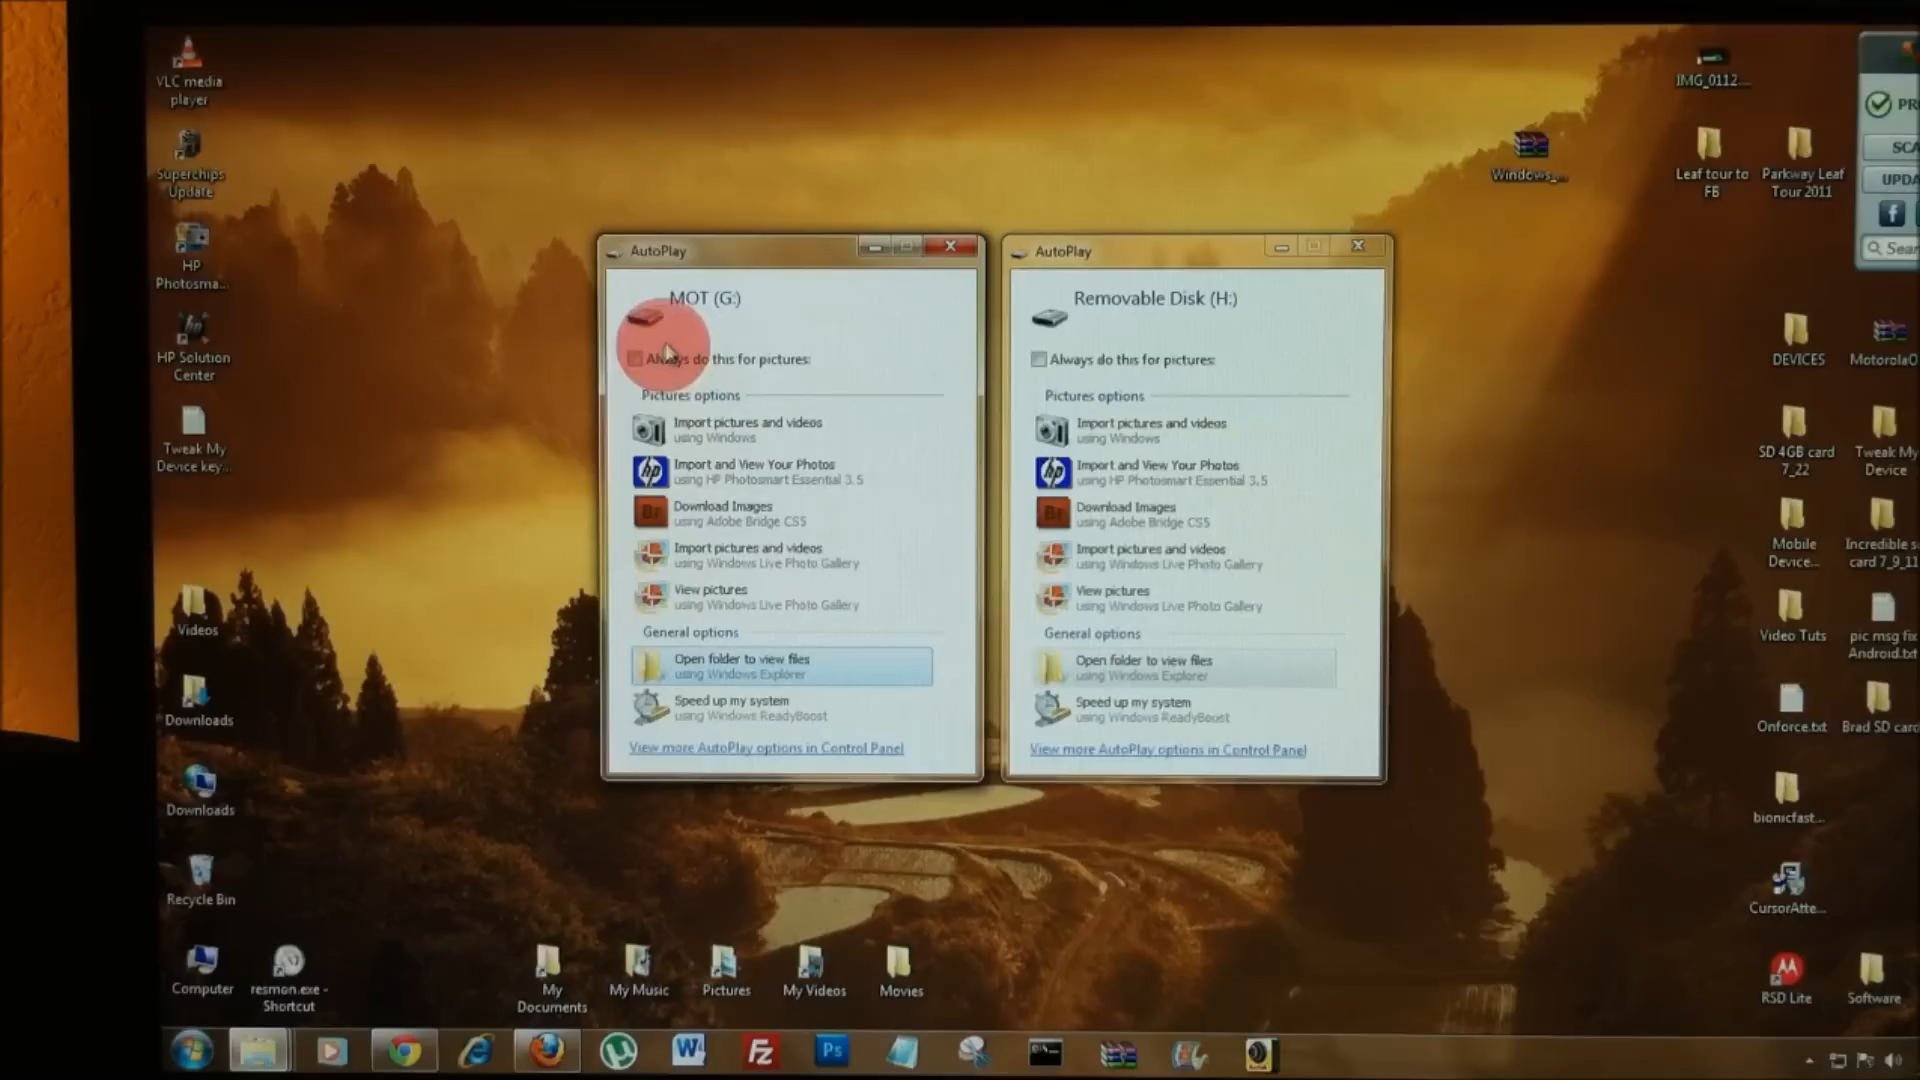 VLC media
player
Superchips
Update
HP
Photosma...
HP Solution
Center
Tweak My
Device key...
Videos
Downloads
Downloads
Recycle Bin
Computer
resmon.exe -
Shortcut
My
Documents
My Music
Pictures
My Videos
Movies
AutoPlay
MOT (G:)
Always do this for pictures:
Pictures options
Import pictures and videos
using Windows
hp
Import and View Your Photos
using HP Photosmart Essential 3.5
Br
Download Images
using Adobe Bridge CS5
Import pictures and videos
using Windows Live Photo Gallery
View pictures
using Windows Live Photo Gallery
General options
Open folder to view files
using Windows Explorer
Speed up my system
using Windows ReadyBoost
View more AutoPlay options in Control Panel
AutoPlay
Removable Disk (H:)
Always do this for pictures:
Pictures options
Import pictures and videos
using Windows
hp
Import and View Your Photos
using HP Photosmart Essential 3.5
Br
Download Images
using Adobe Bridge CS5
Import pictures and videos
using Windows Live Photo Gallery
View pictures
using Windows Live Photo Gallery
General options
Open folder to view files
using Windows Explorer
Speed up my system
using Windows ReadyBoost
View more AutoPlay options in Control Panel
Windows_...
IMG_0112...
Leaf tour to
FB
Parkway Leaf
Tour 2011
PR
SCA
UPDA
f
Sear
DEVICES
MotorolaO
SD 4GB card
7_22
Tweak My
Device
Mobile
Device...
Incredible s
card 7_9_11
Video Tuts
pic msg fix
Android.txt
Onforce.txt
Brad SD card
bionicfast...
CursorAtte...
RSD Lite
Software
W
Fz
Ps